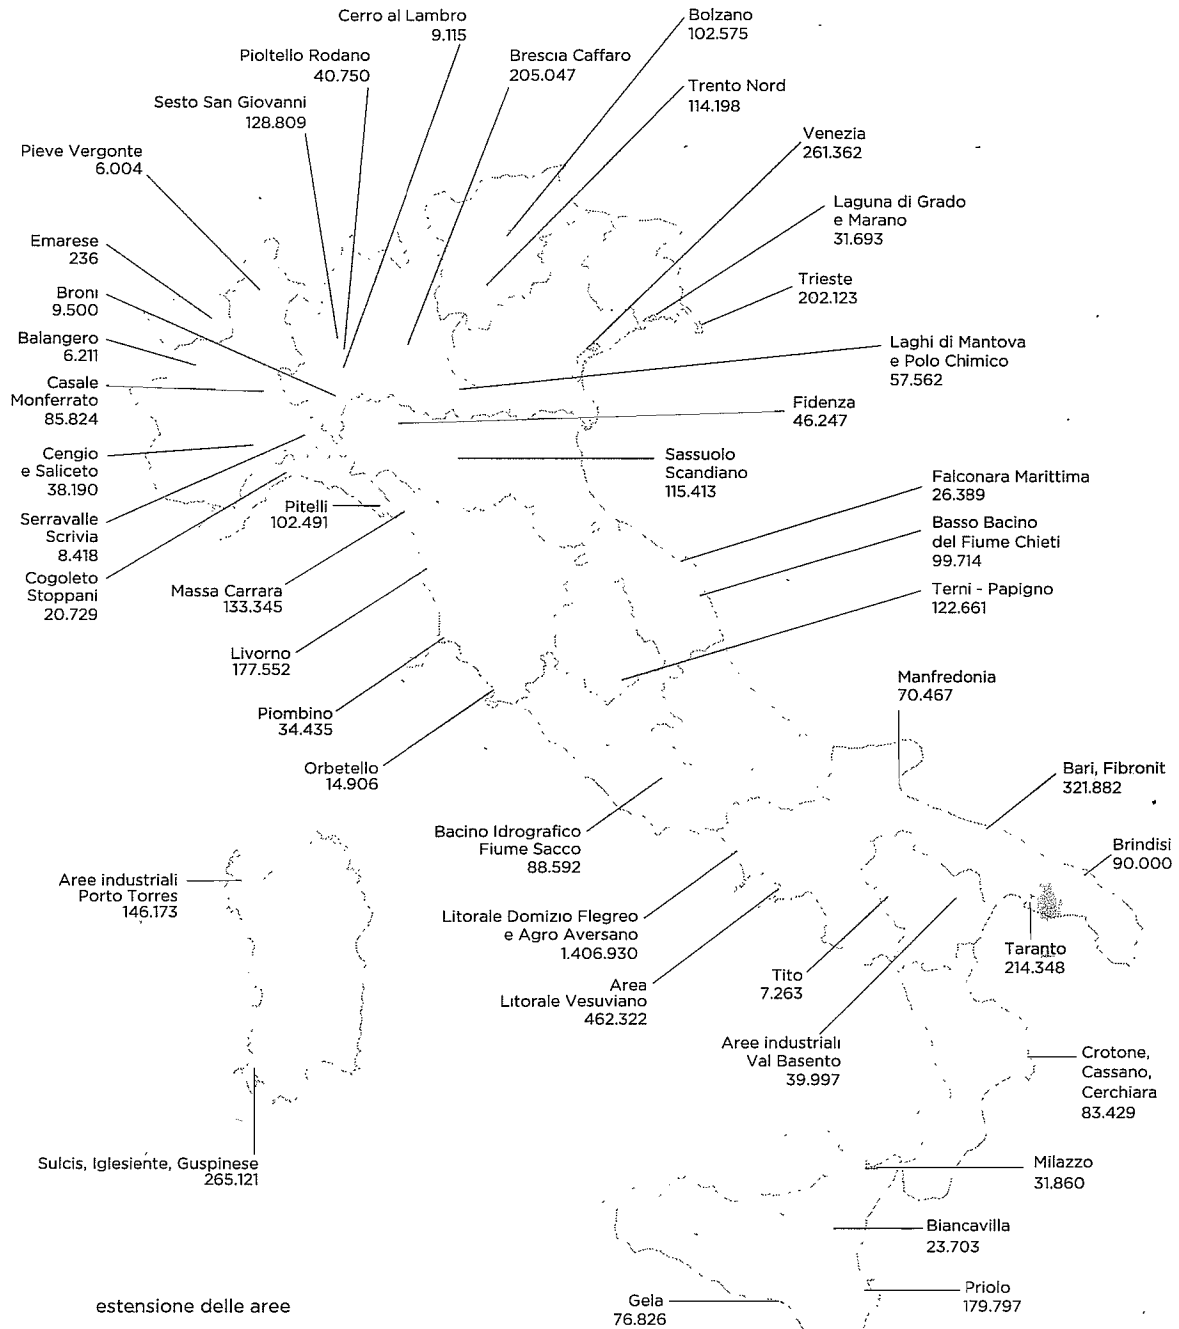 Cerro al Lambro
9.115
Bolzano
102.575
Pioltello Rodano
40.750
Brescia Caffaro
205.047
Trento Nord
114.198
Sesto San Giovanni
128.809
Venezia
261.362
Pieve Vergonte
6.004
Laguna di Grado
e Marano
31.693
Emarese
236
Trieste
202.123
Broni
9.500
Balangero
6.211
Laghi di Mantova
e Polo Chimico
57.562
Casale
Monferrato
85.824
Fidenza
46.247
Cengio
e Saliceto
38.190
Sassuolo
Scandiano
115.413
Falconara Marittima
26.389
Serravalle
Scrivia
8.418
Pitelli
102.491
Basso Bacino
del Fiume Chieti
99.714
Cogoleto
Stoppani
20.729
Massa Carrara
133.345
Terni - Papigno
122.661
Livorno
177.552
Manfredonia
70.467
Piombino
34.435
Orbetello
14.906
Bari, Fibronit
321.882
Bacino Idrografico
Fiume Sacco
88.592
Brindisi
90.000
Aree industriali
Porto Torres
146.173
Litorale Domizio Flegreo
e Agro Aversano
1.406.930
Taranto
214.348
Tito
7.263
Area
Litorale Vesuviano
462.322
Aree industriali
Val Basento
39.997
Crotone,
Cassano,
Cerchiara
83.429
Sulcis, Iglesiente, Guspinese
265.121
Milazzo
31.860
Biancavilla
23.703
Priolo
179.797
Gela
76.826
estensione delle aree